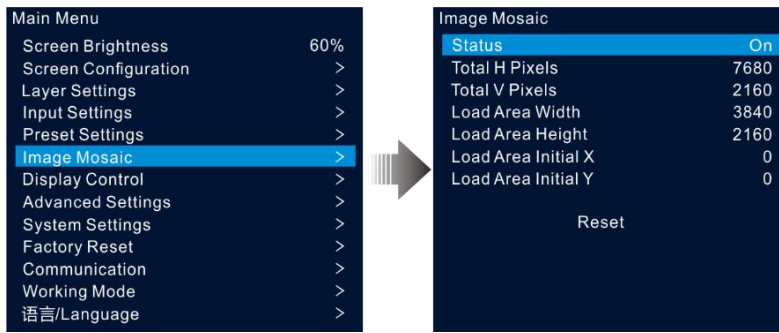 Main Menu
Screen Brightness 60%
Screen Configuration >
Layer Settings >
Input Settings >
Preset Settings >
Image Mosaic >
Display Control >
Advanced Settings >
System Settings >
Factory Reset >
Communication >
Working Mode >
语言/Language >
Image Mosaic
Status On
Total H Pixels 7680
Total V Pixels 2160
Load Area Width 3840
Load Area Height 2160
Load Area Initial X 0
Load Area Initial Y 0
Reset